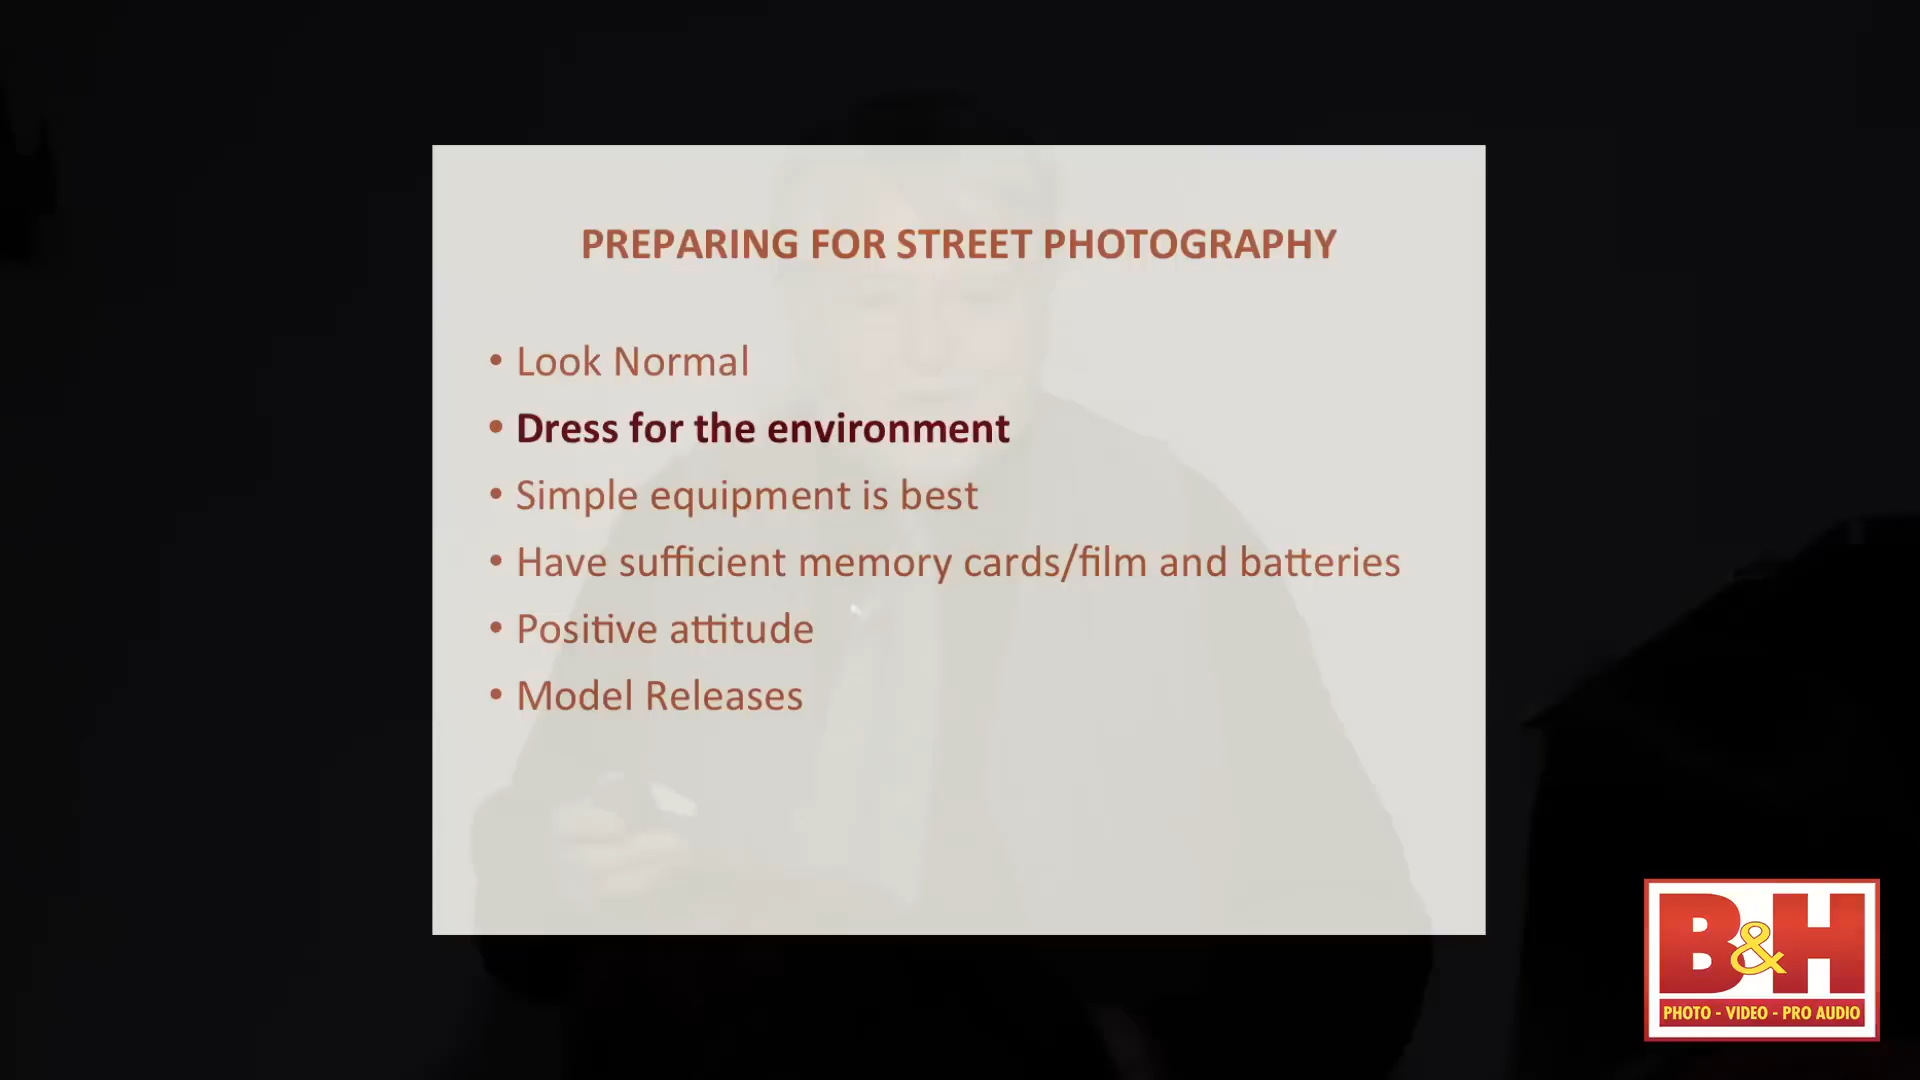 PREPARING FOR STREET PHOTOGRAPHY
• Look Normal
• Dress for the environment
• Simple equipment is best
• Have sufficient memory cards/film and batteries
• Positive attitude
• Model Releases
B&H
PHOTO - VIDEO - PRO AUDIO